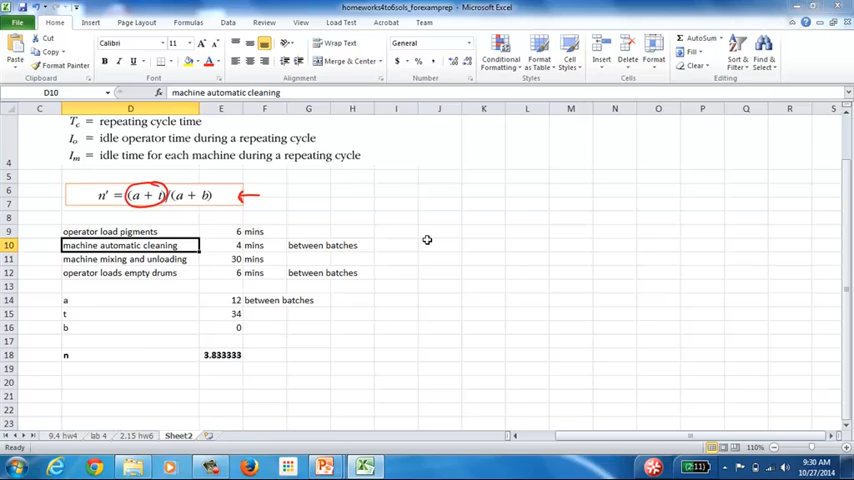 homeworks4to6sols_forexamprep - Microsoft Excel
File Home Insert Page Layout Formulas Data Review View
Cut
Copy
Format Painter
Paste
Clipboard
Calibri 11
B I U
Font
Wrap Text
Merge & Center
Alignment
General
$ % ,
Number
Conditional Formatting
Format as Table
Cell Styles
Styles
Insert Delete Format
Cells
AutoSum
Fill
Clear
Sort & Filter
Find & Select
Editing
D10 fx machine automatic cleaning
C D E F G H I J K L M N O P Q R S
Tc = repeating cycle time
Io = idle operator time during a repeating cycle
4 Im = idle time for each machine during a repeating cycle
5
6 n' = (a + t)/(a + b)
7
8
9 operator load pigments 6 mins
10 machine automatic cleaning 4 mins between batches
11 machine mixing and unloading 30 mins
12 operator loads empty drums 6 mins between batches
13
14 a 12 between batches
15 t 34
16 b 0
17
18 n 3.833333
19
20
21
22
23
9.4 hw4 lab 4 2.15 hw6 Sheet2
Ready 110%
(2:11) 9:30 AM
10/27/2014